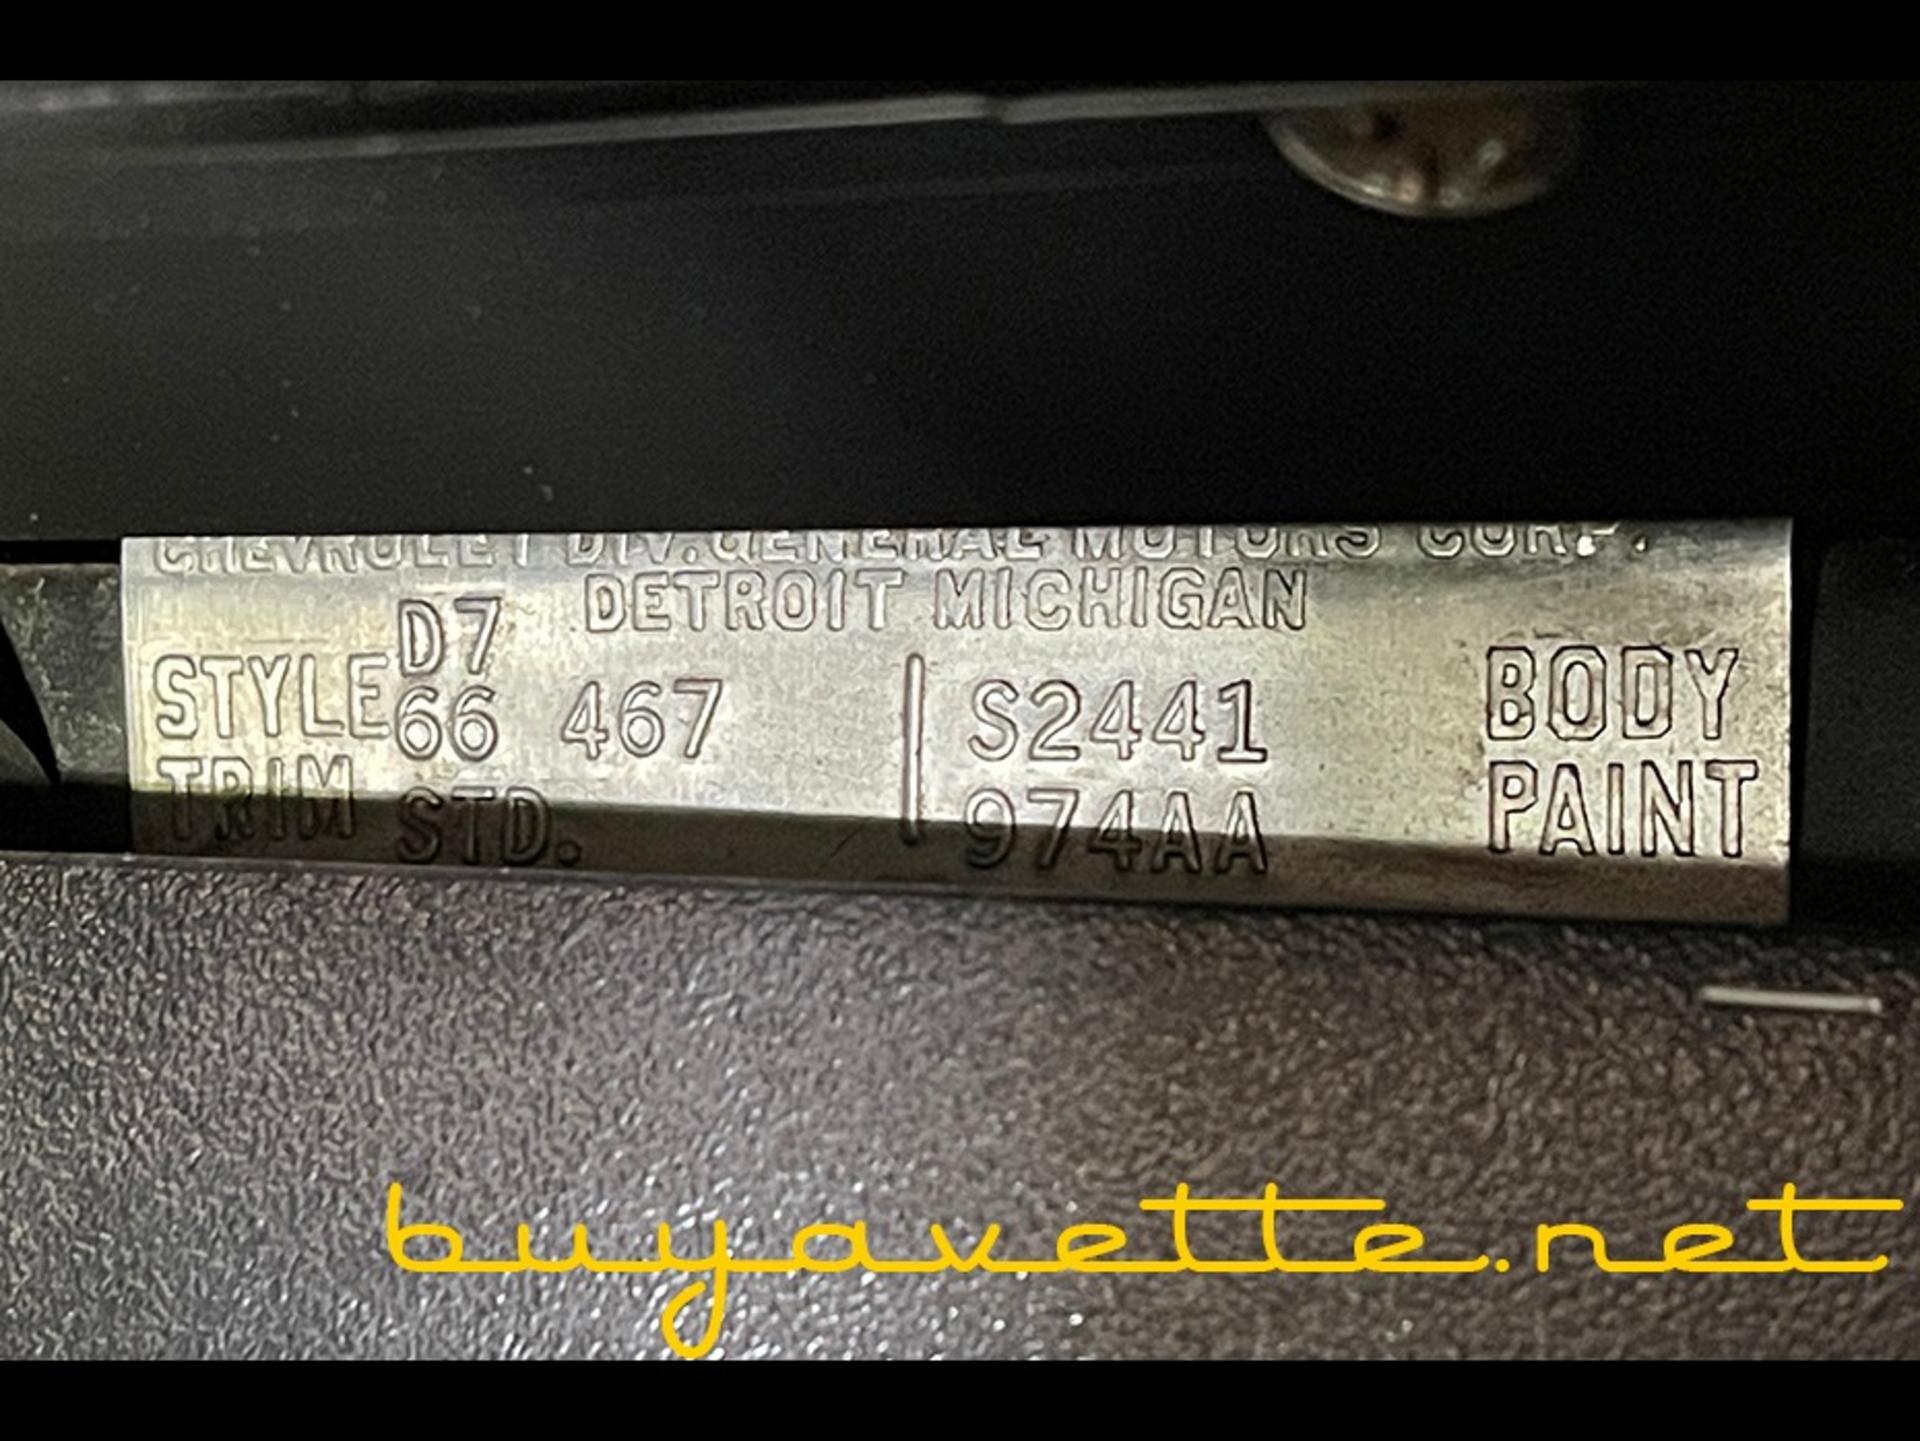 CHEVROLET DIV. GENERAL MOTORS CORP.
DETROIT MICHIGAN
D7
STYLE 66 467 S2441 BODY
TRIM STD. 974AA PAINT
buyavette.net